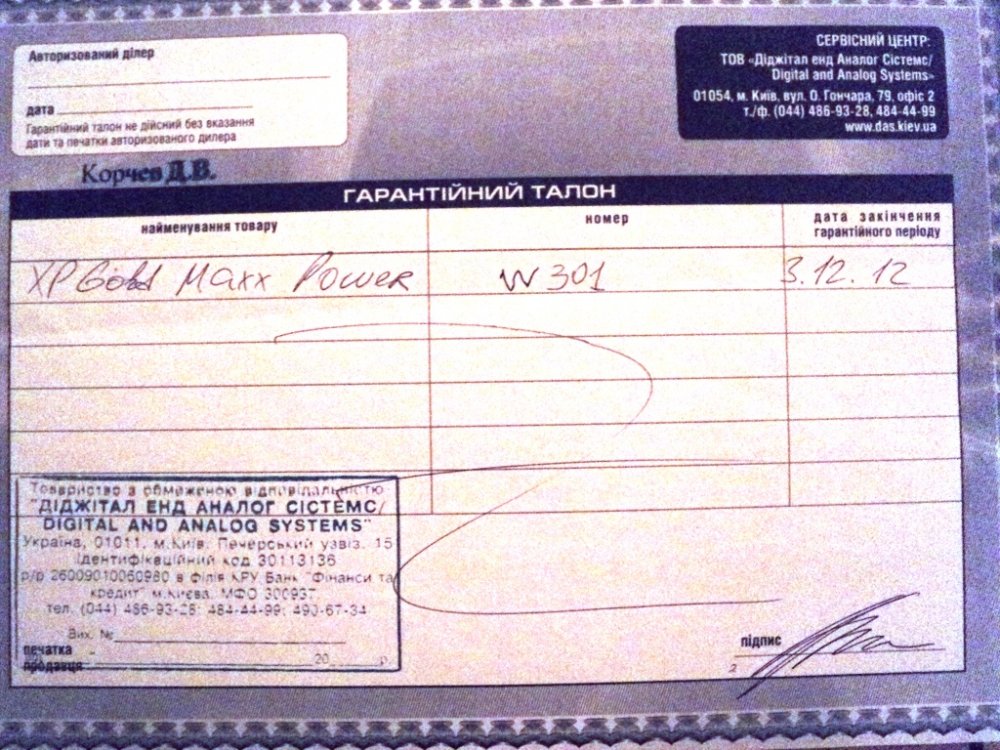 Авторизований ділер
дата
Гарантійний талон не дійсний без вказання
дати та печатки авторизованого дилера
СЕРВІСНИЙ ЦЕНТР:
ТОВ «Діджітал енд Аналог Сістемс/
Digital and Analog Systems»
01054, м. Київ, вул. О. Гончара, 79, офіс 2
т./ф. (044) 486-93-28, 484-44-99
www.das.kiev.ua
Корчев Д.В.
ГАРАНТІЙНИЙ ТАЛОН
найменування товару
номер
дата закінчення
гарантійного періоду
XP Gold Maxx Power
W301
3.12.12
Товариство з обмеженою відповідальністю
"ДІДЖІТАЛ ЕНД АНАЛОГ СІСТЕМС/
DIGITAL AND ANALOG SYSTEMS"
Україна, 01011, м.Київ, Печерський узвіз, 15
Ідентифікаційний код 30113136
р/р 26009010060980 в філія КРУ Банк "Фінанси та
кредит" м.Києва, МФО 300937
тел. (044) 486-93-28; 484-44-99; 490-67-34
Вих. №
печатка
продавця
20 р.
підпис
2